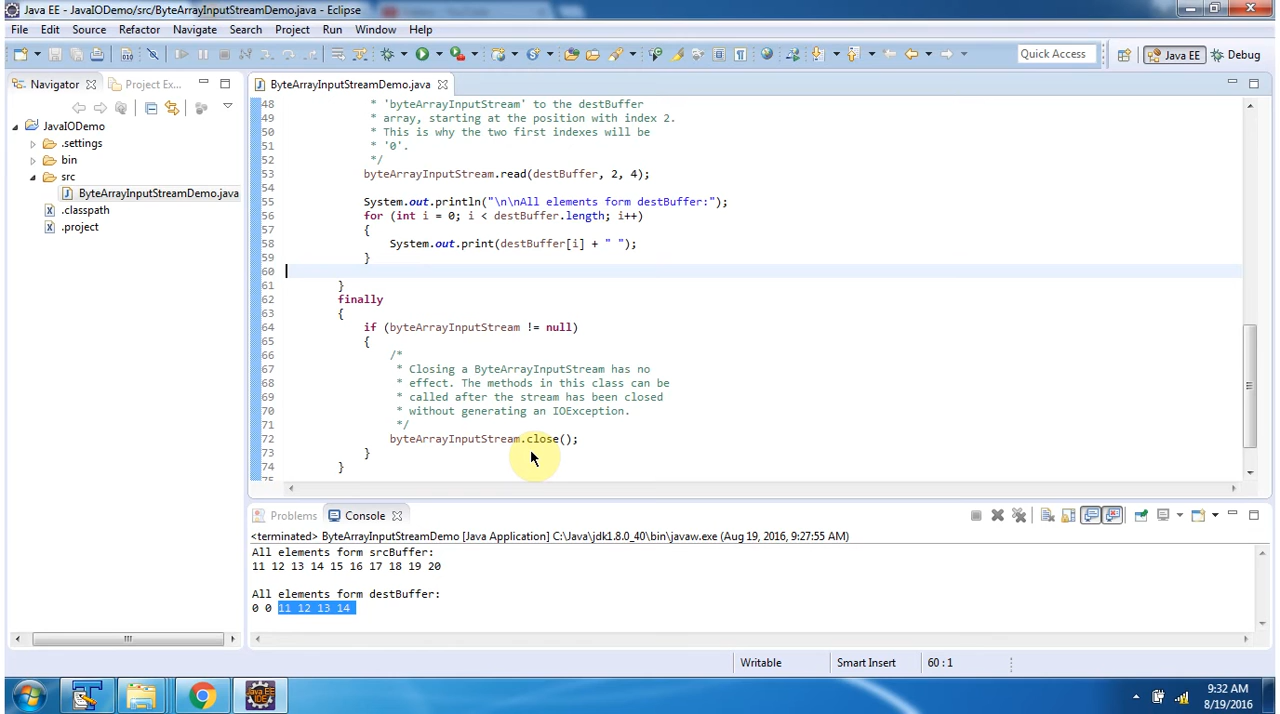 Java EE - JavaIODemo/src/ByteArrayInputStreamDemo.java - Eclipse
File Edit Source Refactor Navigate Search Project Run Window Help
Quick Access
Java EE
Debug
Navigator
Project Ex...
JavaIODemo
.settings
bin
src
ByteArrayInputStreamDemo.java
.classpath
.project
ByteArrayInputStreamDemo.java
48 * 'byteArrayInputStream' to the destBuffer
49 * array, starting at the position with index 2.
50 * This is why the two first indexes will be
51 * '0'.
52 */
53 byteArrayInputStream.read(destBuffer, 2, 4);
54
55 System.out.println("\n\nAll elements form destBuffer:");
56 for (int i = 0; i < destBuffer.length; i++)
57 {
58 System.out.print(destBuffer[i] + " ");
59 }
60
61 }
62 finally
63 {
64 if (byteArrayInputStream != null)
65 {
66 /*
67 * Closing a ByteArrayInputStream has no
68 * effect. The methods in this class can be
69 * called after the stream has been closed
70 * without generating an IOException.
71 */
72 byteArrayInputStream.close();
73 }
74 }
75
Problems
Console
<terminated> ByteArrayInputStreamDemo [Java Application] C:\Java\jdk1.8.0_40\bin\javaw.exe (Aug 19, 2016, 9:27:55 AM)
All elements form srcBuffer:
11 12 13 14 15 16 17 18 19 20
All elements form destBuffer:
0 0 11 12 13 14
Writable
Smart Insert
60 : 1
Java EE
IDE
9:32 AM
8/19/2016